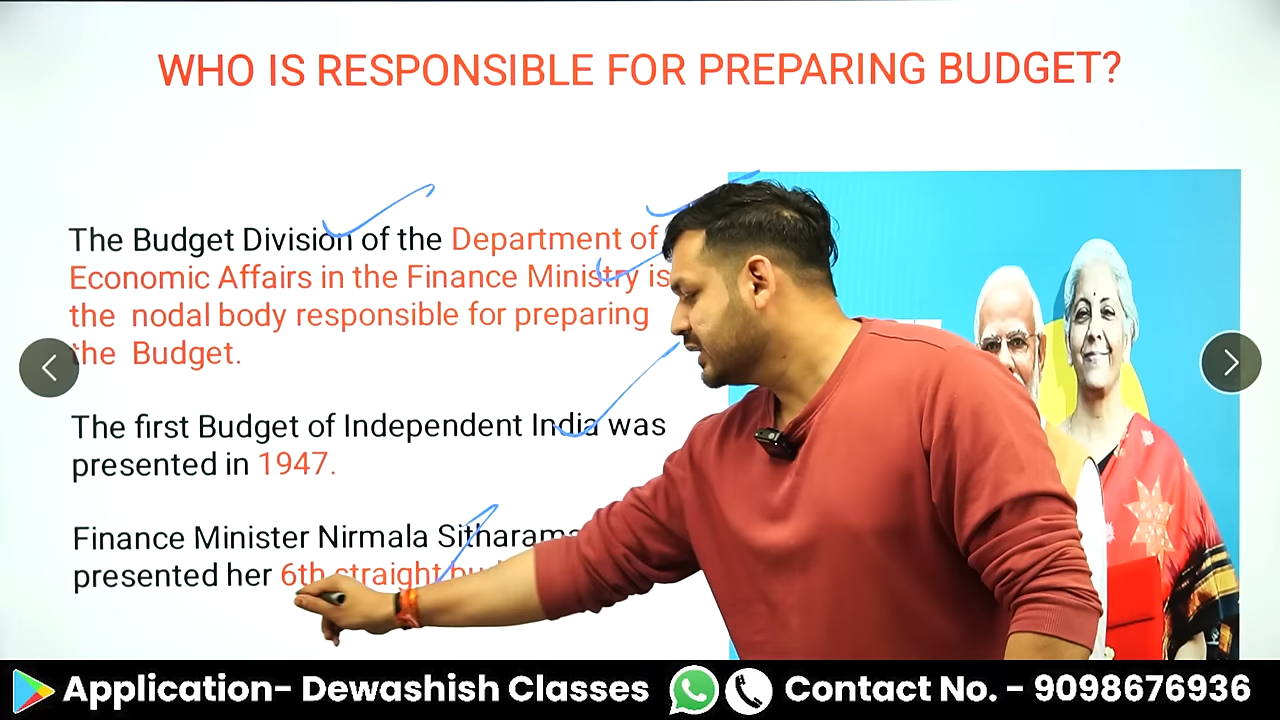 WHO IS RESPONSIBLE FOR PREPARING BUDGET?
The Budget Division of the Department of
Economic Affairs in the Finance Ministry is
the nodal body responsible for preparing
the Budget.
The first Budget of Independent India was
presented in 1947.
Finance Minister Nirmala
presented her 6th straight
Application- Dewashish Classes
Contact No. - 9098676936